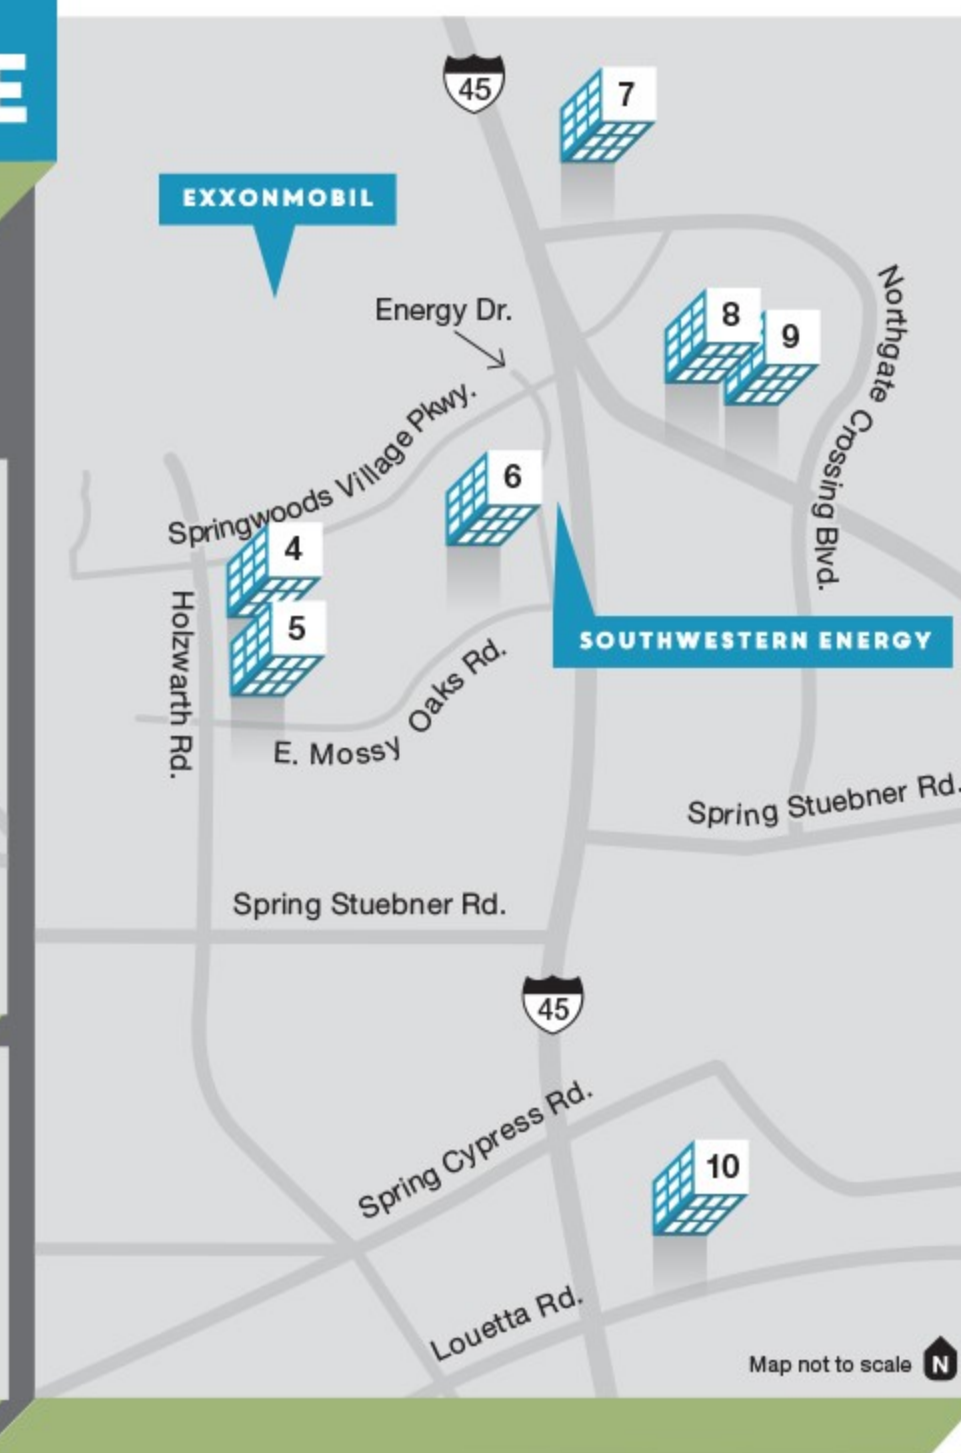 E
45
7
EXXONMOBIL
Energy Dr.
Northgate Crossing Blvd.
8
9
Springwoods Village Pkwy.
6
4
5
Holzwarth Rd.
SOUTHWESTERN ENERGY
E. Mossy Oaks Rd.
Spring Stuebner Rd.
Spring Stuebner Rd.
45
Spring Cypress Rd.
10
Louetta Rd.
Map not to scale
N